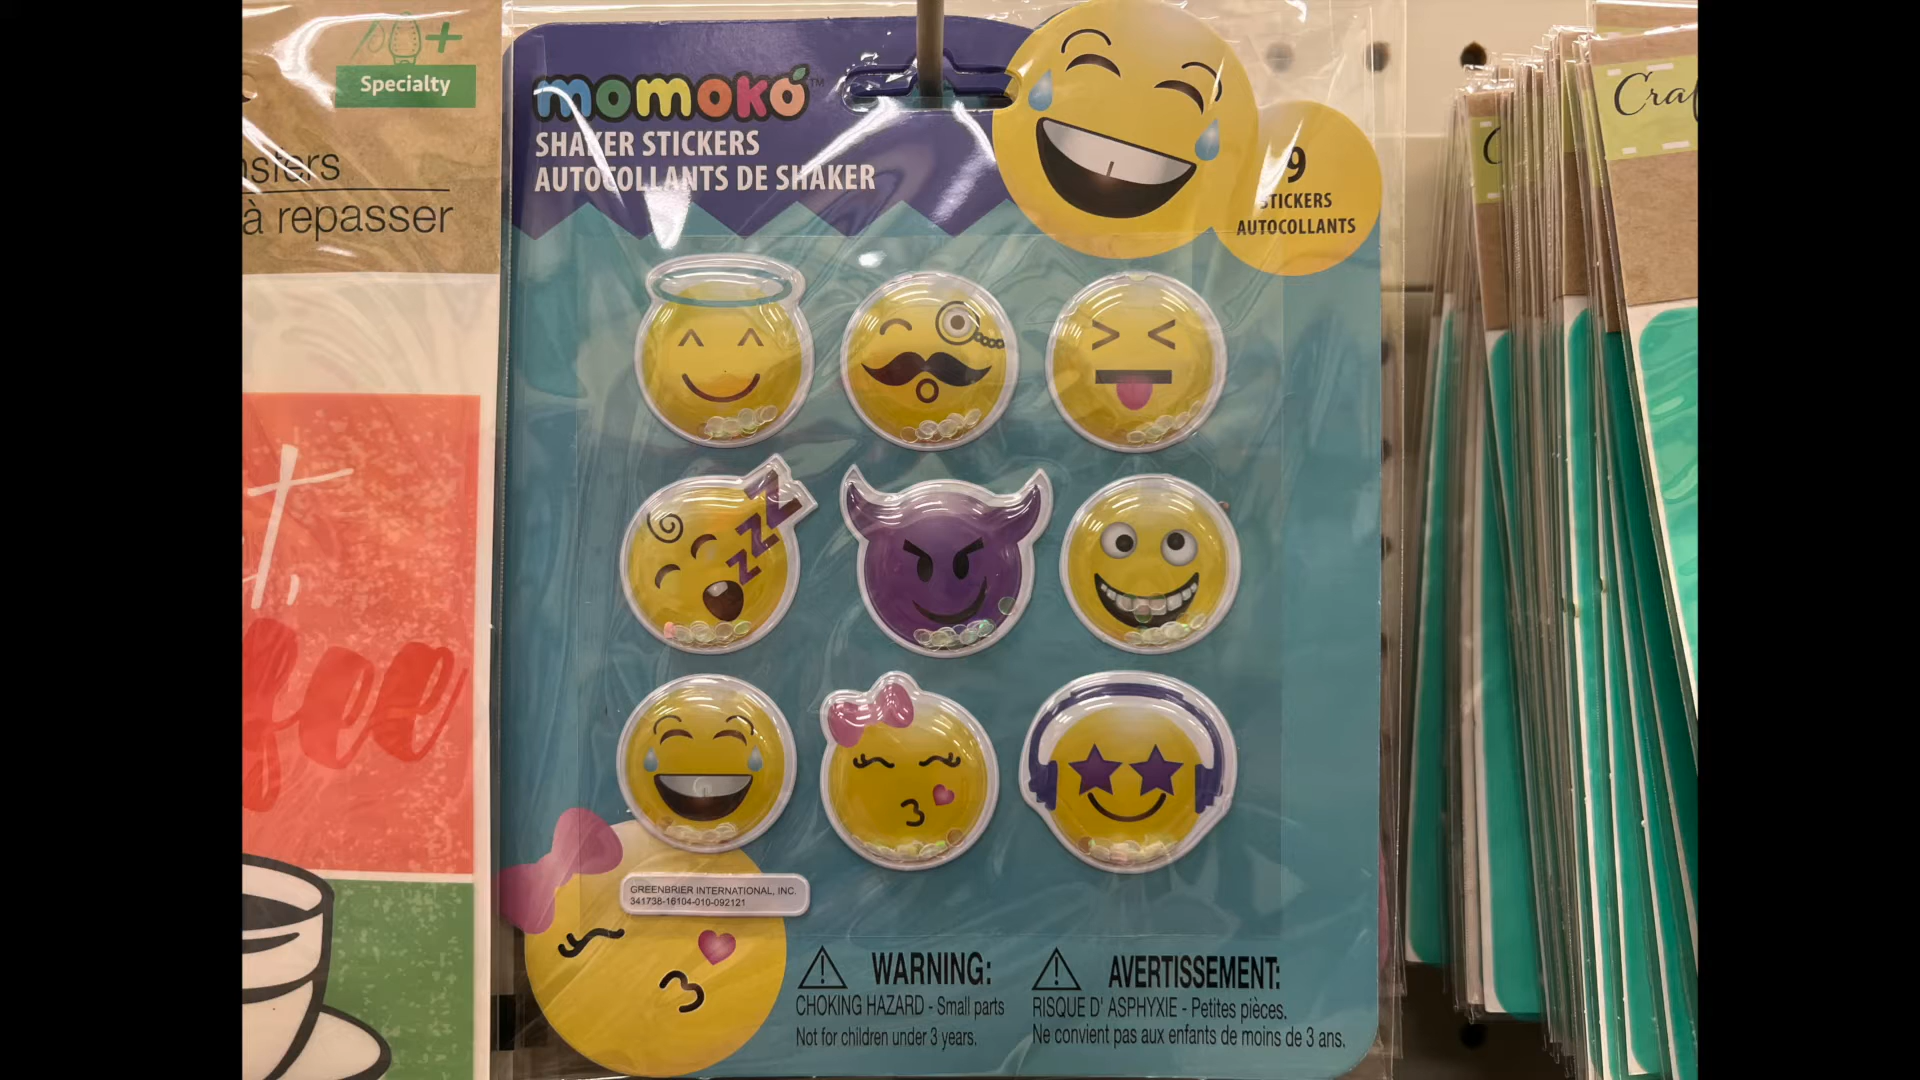 Specialty
à repasser
momoko™
SHAKER STICKERS
AUTOCOLLANTS DE SHAKER
9
STICKERS
AUTOCOLLANTS
zzZZ
GREENBRIER INTERNATIONAL, INC.
341738-16104-010-092121
WARNING:
CHOKING HAZARD - Small parts
Not for children under 3 years.
AVERTISSEMENT:
RISQUE D' ASPHYXIE - Petites pièces.
Ne convient pas aux enfants de moins de 3 ans.